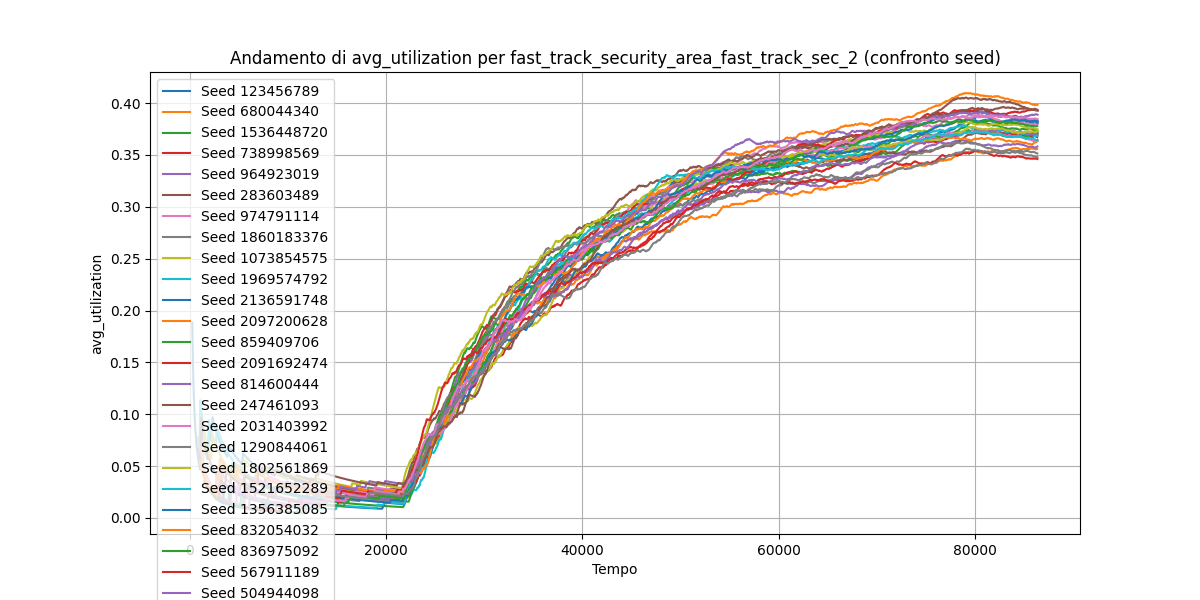 Andamento di avg_utilization per fast_track_security_area_fast_track_sec_2 (confronto seed)
avg_utilization
0.40
0.35
0.30
0.25
0.20
0.15
0.10
0.05
0.00
Seed 123456789
Seed 680044340
Seed 1536448720
Seed 738998569
Seed 964923019
Seed 283603489
Seed 974791114
Seed 1860183376
Seed 1073854575
Seed 1969574792
Seed 2136591748
Seed 2097200628
Seed 859409706
Seed 2091692474
Seed 814600444
Seed 247461093
Seed 2031403992
Seed 1290844061
Seed 1802561869
Seed 1521652289
Seed 1356385085
Seed 832054032
Seed 836975092
Seed 567911189
Seed 504944098
0 20000 40000 60000 80000
Tempo